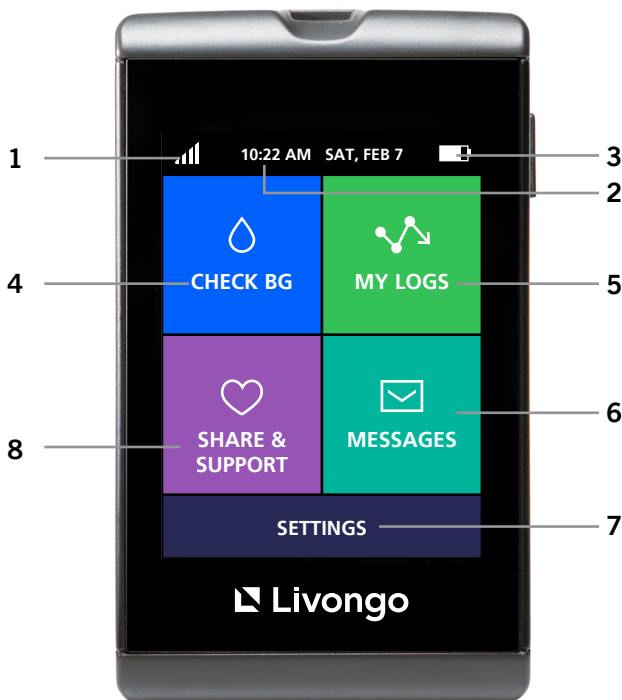 10:22 AM SAT, FEB 7
1
3
2
CHECK BG
MY LOGS
4
5
6
SHARE &
SUPPORT
MESSAGES
8
SETTINGS
7
Livongo